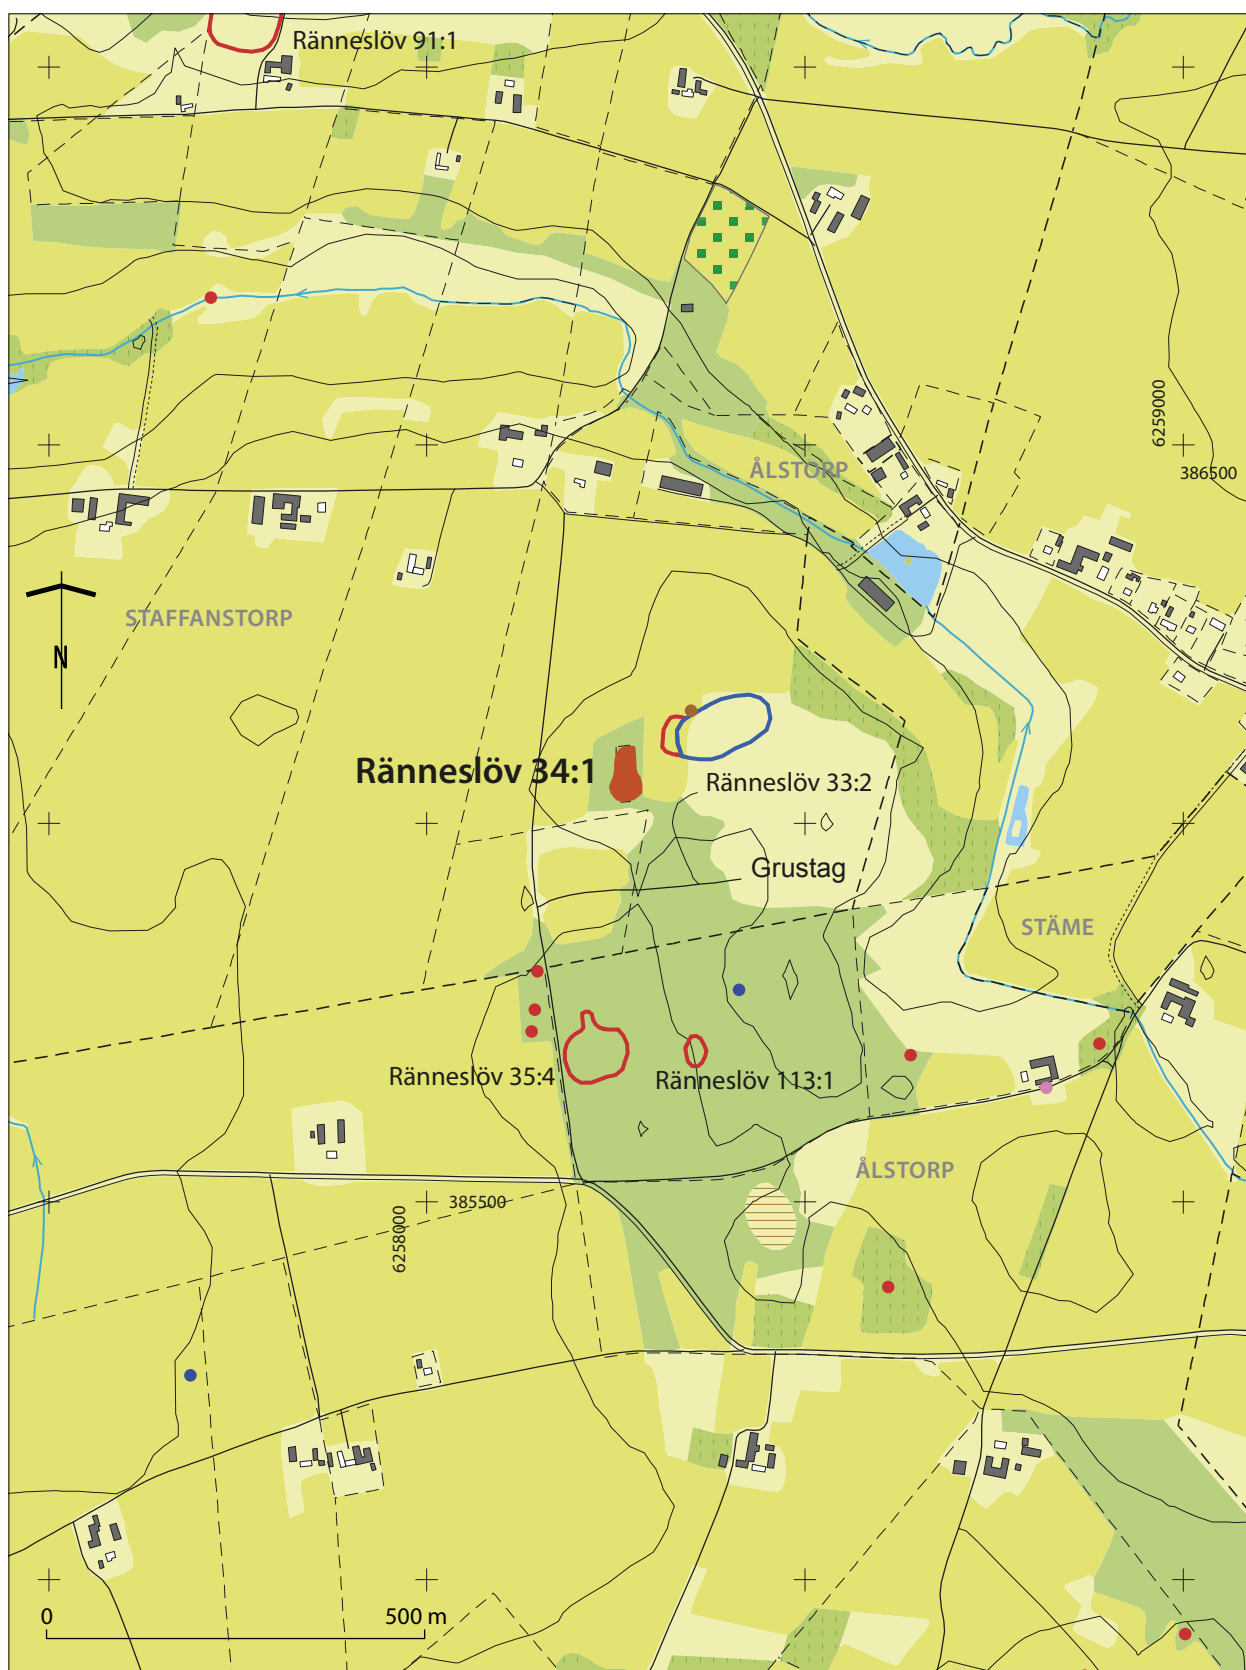 Ränneslöv 91:1
6259000
ÅLSTORP
386500
STAFFANSTORP
N
Ränneslöv 34:1
Ränneslöv 33:2
Grustag
STÄME
Ränneslöv 35:4
Ränneslöv 113:1
ÅLSTORP
385500
6258000
0 500 m